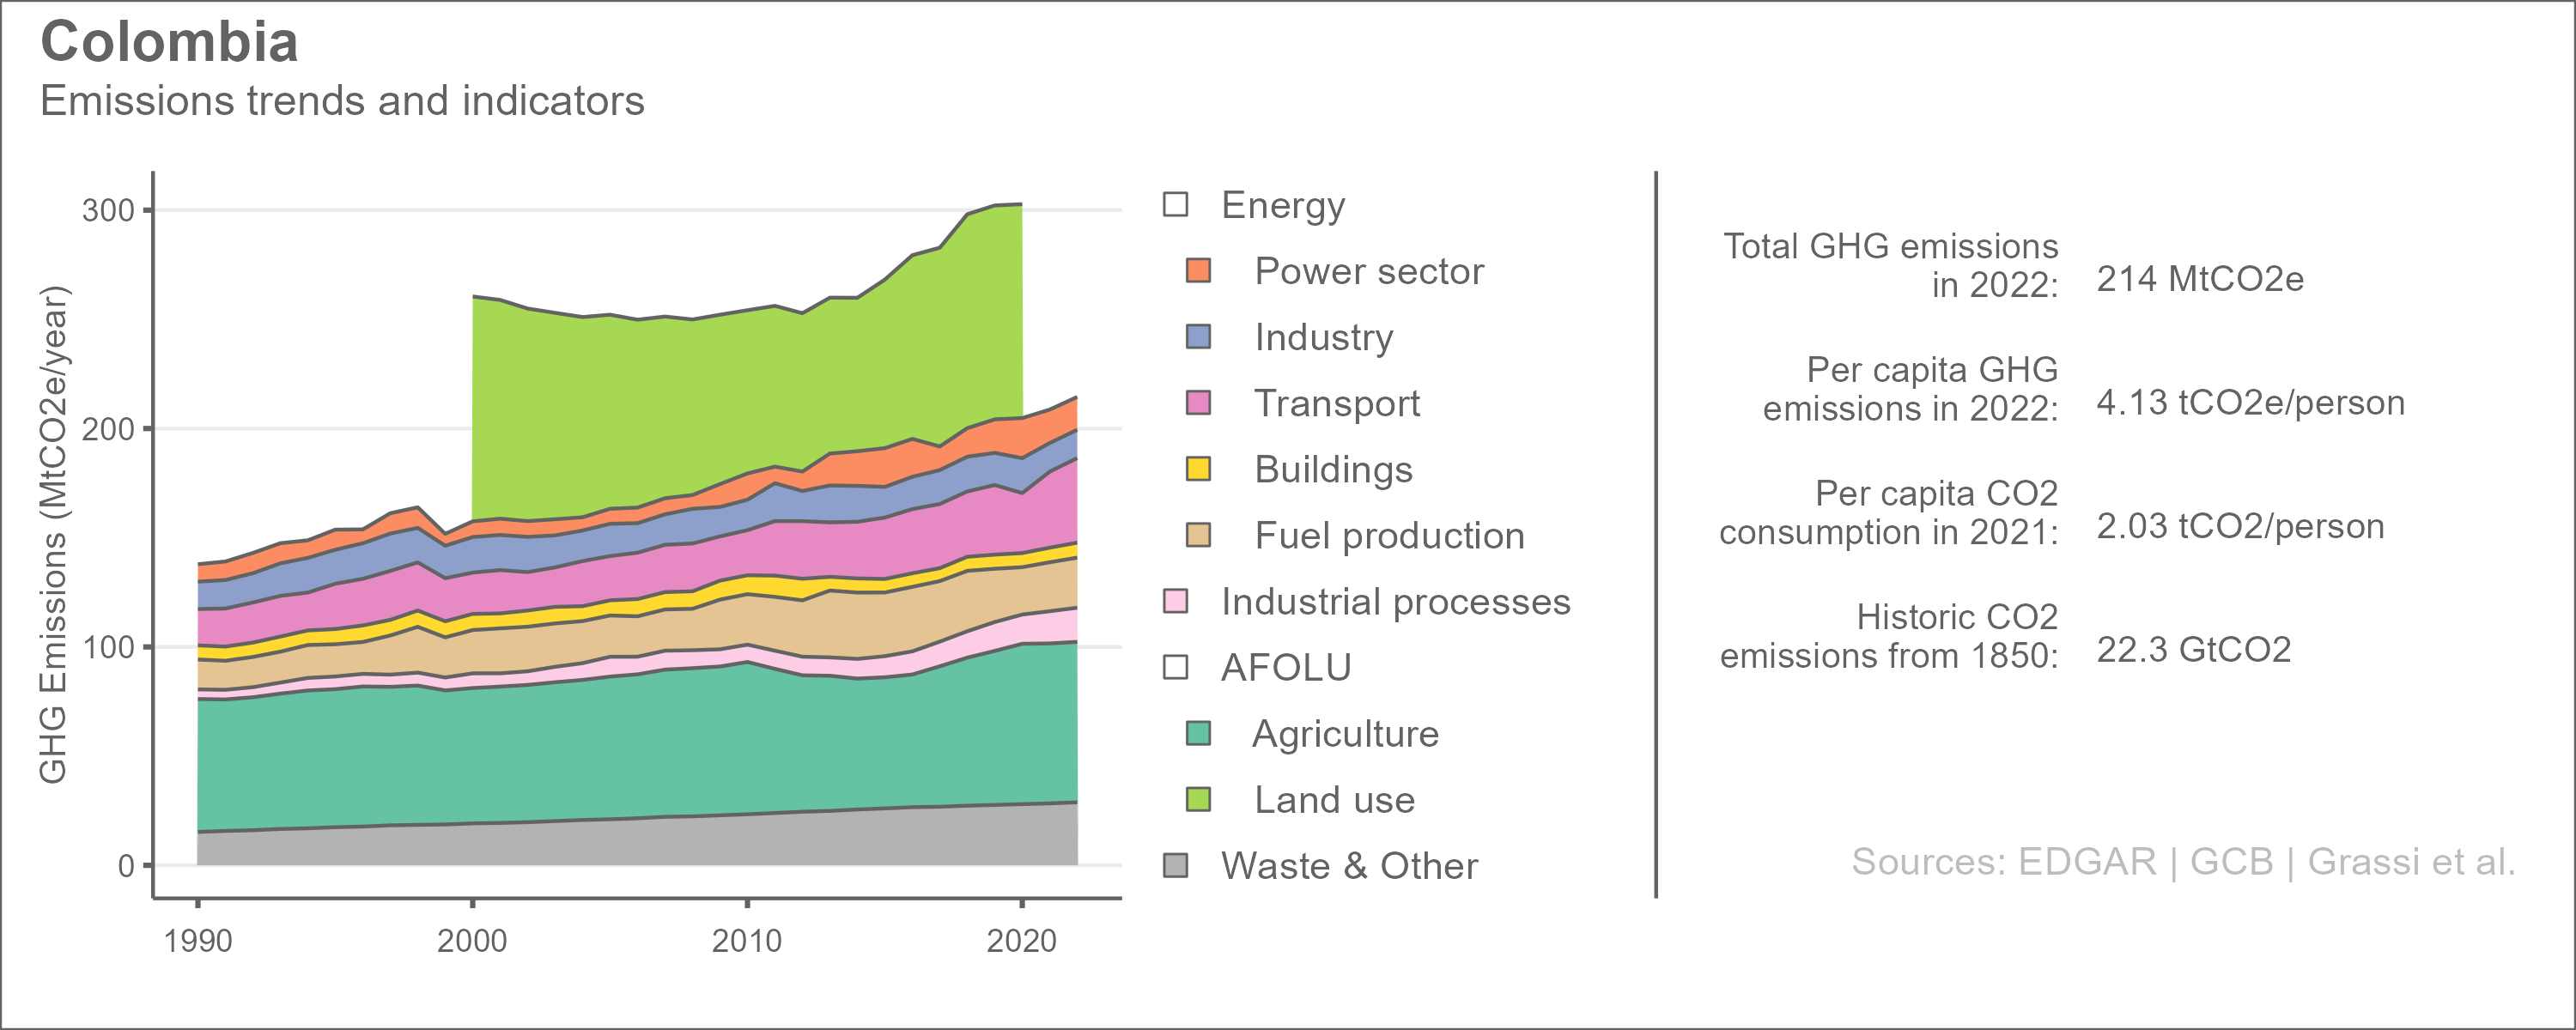 Colombia
Emissions trends and indicators
GHG Emissions (MtCO2e/year)
300
200
100
0
1990
2000
2010
2020
Energy
Power sector
Industry
Transport
Buildings
Fuel production
Industrial processes
AFOLU
Agriculture
Land use
Waste & Other
Total GHG emissions
in 2022:
214 MtCO2e
Per capita GHG
emissions in 2022:
4.13 tCO2e/person
Per capita CO2
consumption in 2021:
2.03 tCO2/person
Historic CO2
emissions from 1850:
22.3 GtCO2
Sources: EDGAR | GCB | Grassi et al.